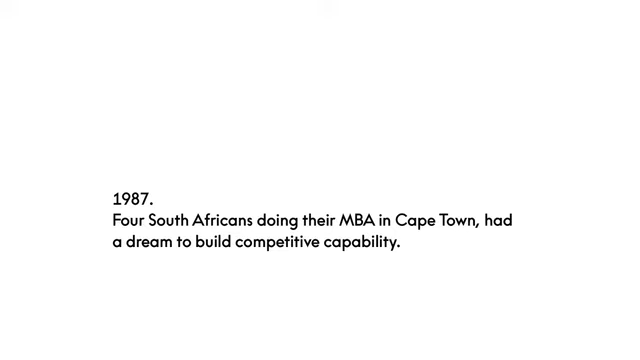 1987.
Four South Africans doing their MBA in Cape Town, had
a dream to build competitive capability.